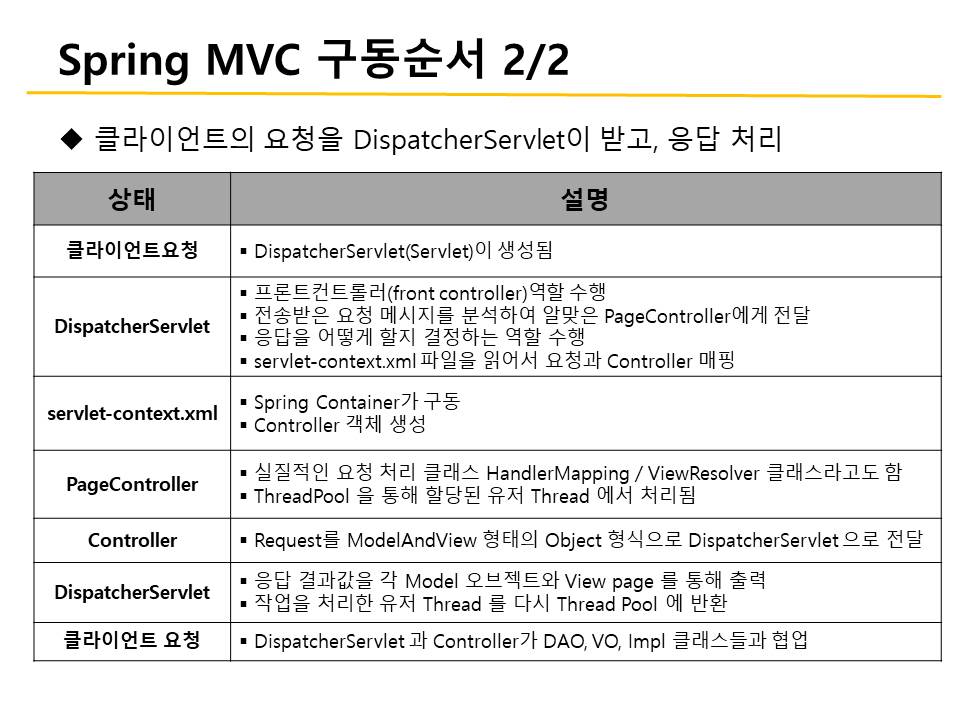 Spring MVC 구동순서 2/2
◆ 클라이언트의 요청을 DispatcherServlet이 받고, 응답 처리
상태
설명
클라이언트요청
▪ DispatcherServlet(Servlet)이 생성됨
DispatcherServlet
▪ 프론트컨트롤러(front controller)역할 수행
▪ 전송받은 요청 메시지를 분석하여 알맞은 PageController에게 전달
▪ 응답을 어떻게 할지 결정하는 역할 수행
▪ servlet-context.xml 파일을 읽어서 요청과 Controller 매핑
servlet-context.xml
▪ Spring Container가 구동
▪ Controller 객체 생성
PageController
▪ 실질적인 요청 처리 클래스 HandlerMapping / ViewResolver 클래스라고도 함
▪ ThreadPool 을 통해 할당된 유저 Thread 에서 처리됨
Controller
▪ Request를 ModelAndView 형태의 Object 형식으로 DispatcherServlet 으로 전달
DispatcherServlet
▪ 응답 결과값을 각 Model 오브젝트와 View page 를 통해 출력
▪ 작업을 처리한 유저 Thread 를 다시 Thread Pool 에 반환
클라이언트 요청
▪ DispatcherServlet 과 Controller가 DAO, VO, Impl 클래스들과 협업